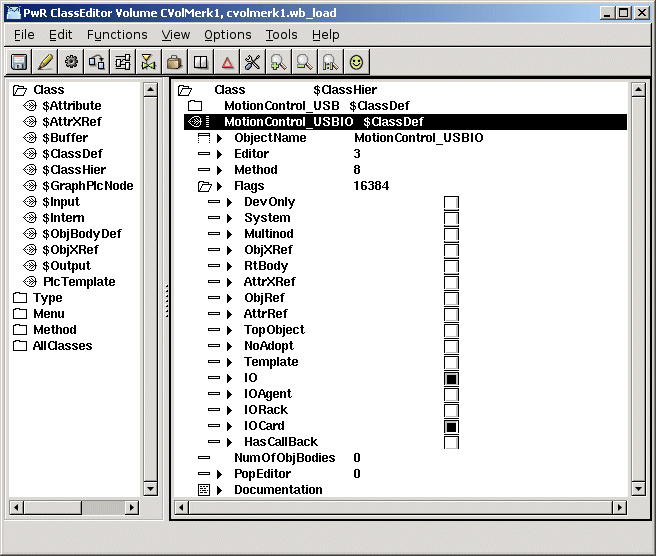 PwR ClassEditor Volume CVolMerk1, cvolmerk1.wb_load
File Edit Functions View Options Tools Help
Class
$Attribute
$AttrXRef
$Buffer
$ClassDef
$ClassHier
$GraphPlcNode
$Input
$Intern
$ObjBodyDef
$ObjXRef
$Output
PlcTemplate
Type
Menu
Method
AllClasses
Class $ClassHier
MotionControl_USB $ClassDef
MotionControl_USBIO $ClassDef
ObjectName MotionControl_USBIO
Editor 3
Method 8
Flags 16384
DevOnly
System
Multinod
ObjXRef
RtBody
AttrXRef
ObjRef
AttrRef
TopObject
NoAdopt
Template
IO
IOAgent
IORack
IOCard
HasCallBack
NumOfObjBodies 0
PopEditor 0
Documentation